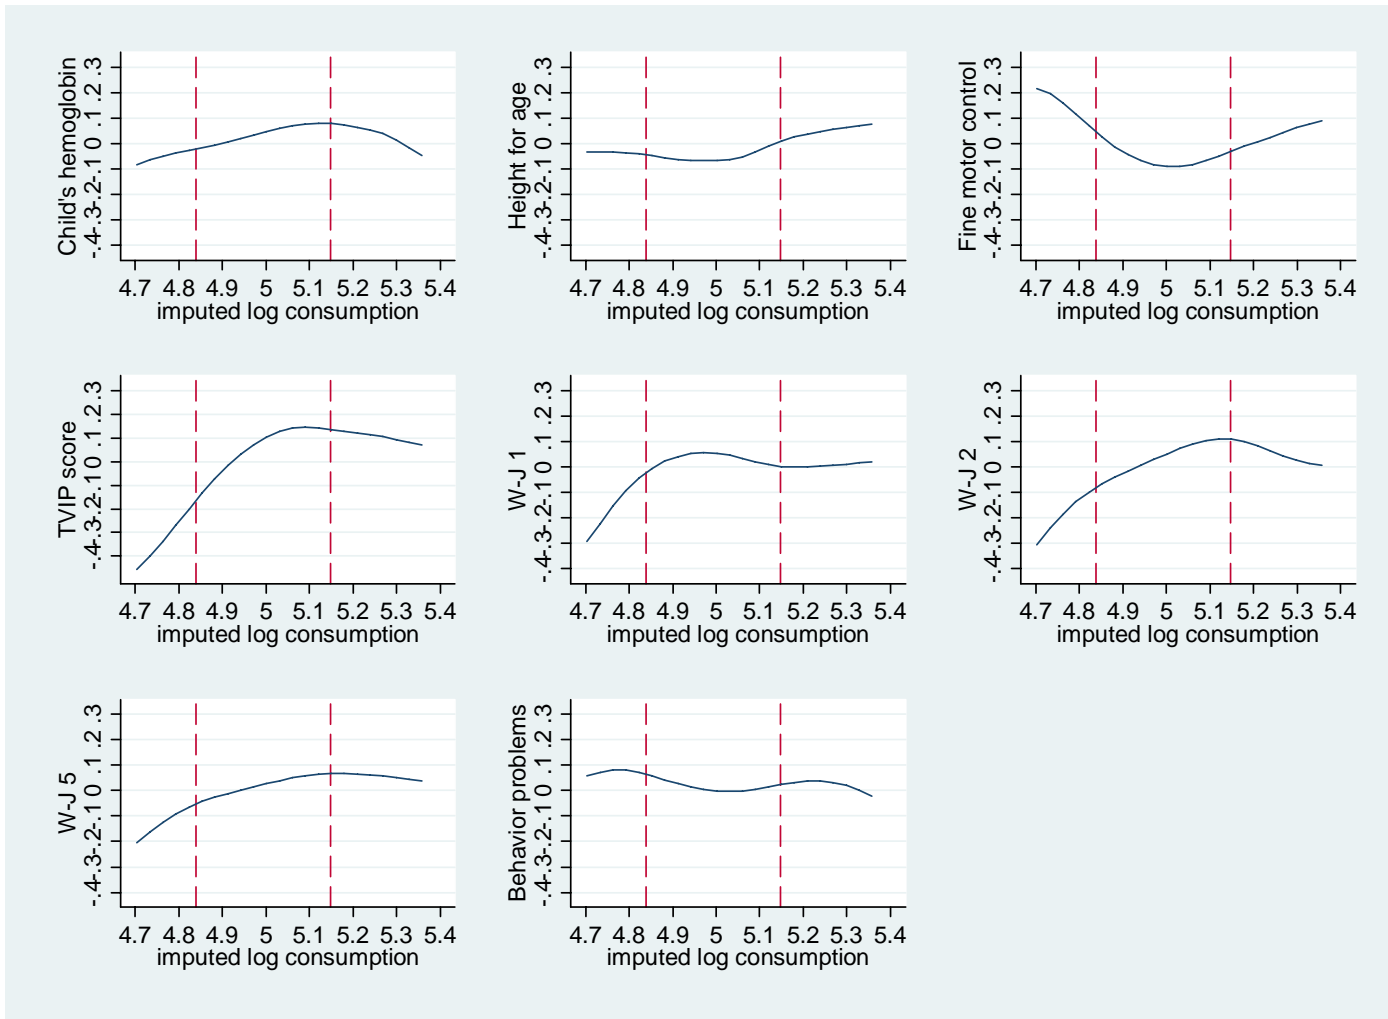 Child's hemoglobin
-.4-.3-.2-.1 0 .1 .2 .3
4.7 4.8 4.9 5 5.1 5.2 5.3 5.4
imputed log consumption
Height for age
-.4-.3-.2-.1 0 .1 .2 .3
4.7 4.8 4.9 5 5.1 5.2 5.3 5.4
imputed log consumption
Fine motor control
-.4-.3-.2-.1 0 .1 .2 .3
4.7 4.8 4.9 5 5.1 5.2 5.3 5.4
imputed log consumption
TVIP score
-.4-.3-.2-.1 0 .1 .2 .3
4.7 4.8 4.9 5 5.1 5.2 5.3 5.4
imputed log consumption
W-J 1
-.4-.3-.2-.1 0 .1 .2 .3
4.7 4.8 4.9 5 5.1 5.2 5.3 5.4
imputed log consumption
W-J 2
-.4-.3-.2-.1 0 .1 .2 .3
4.7 4.8 4.9 5 5.1 5.2 5.3 5.4
imputed log consumption
W-J 5
-.4-.3-.2-.1 0 .1 .2 .3
4.7 4.8 4.9 5 5.1 5.2 5.3 5.4
imputed log consumption
Behavior problems
-.4-.3-.2-.1 0 .1 .2 .3
4.7 4.8 4.9 5 5.1 5.2 5.3 5.4
imputed log consumption